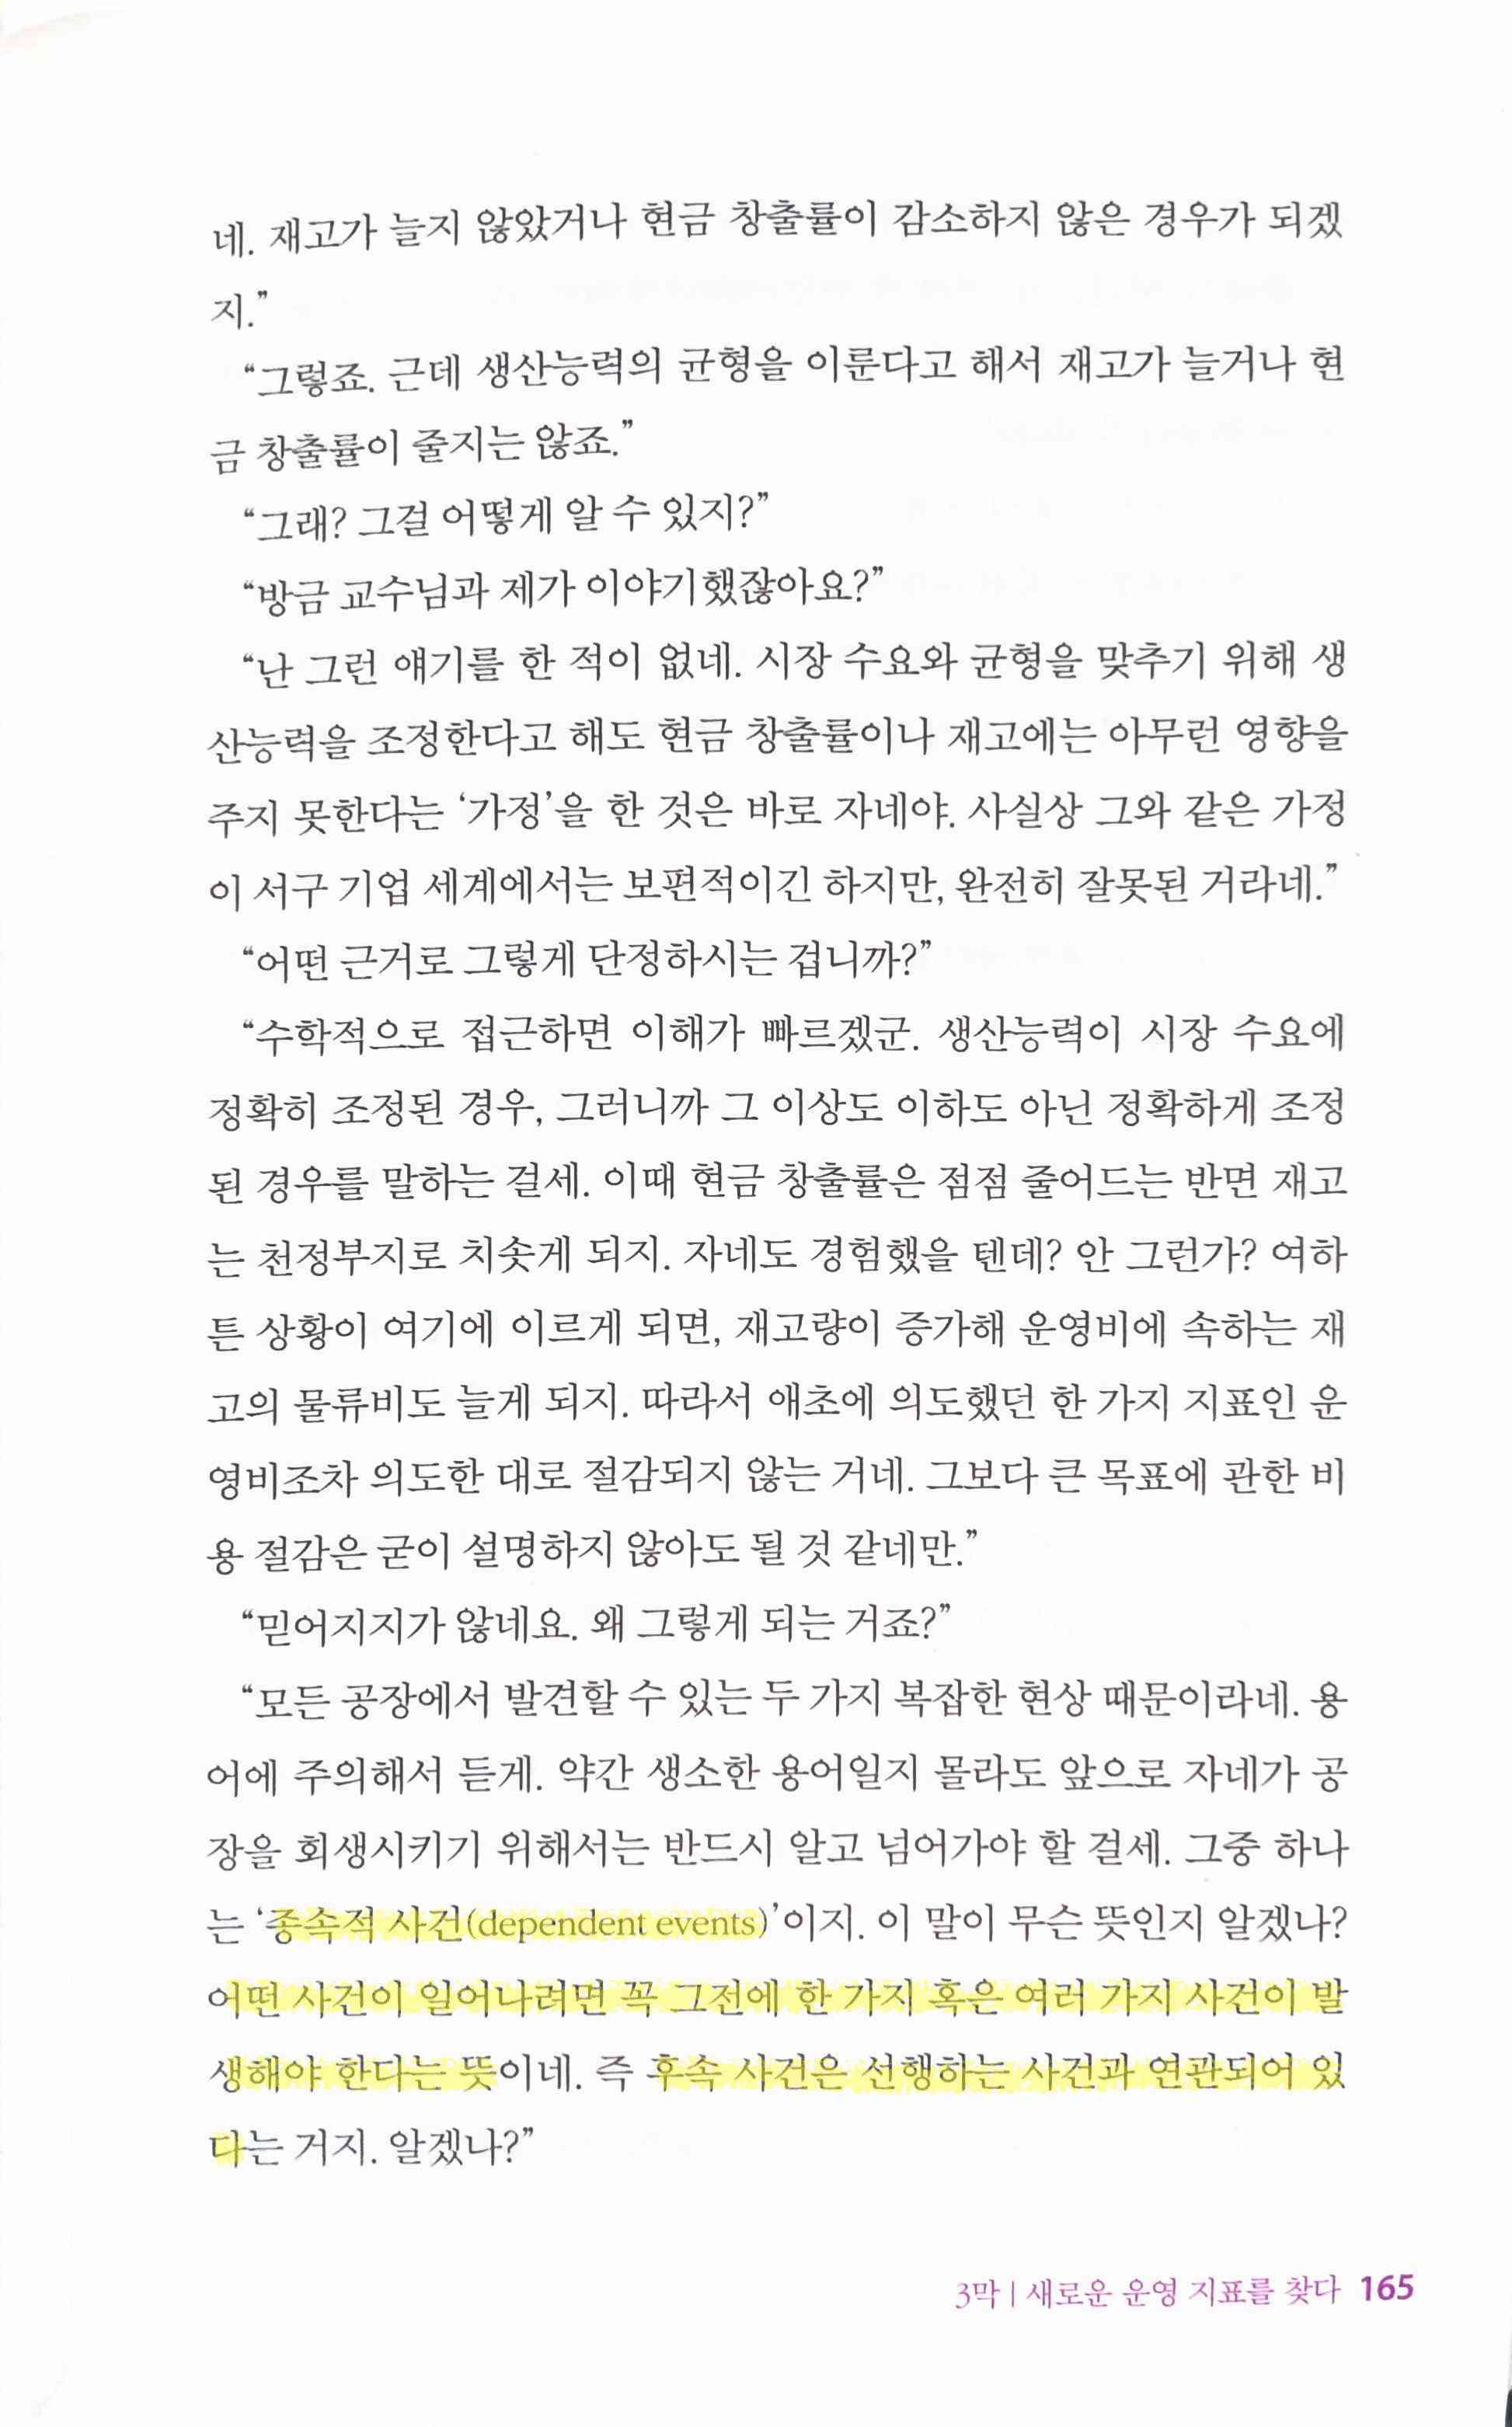 네. 재고가 늘지 않았거나 현금 창출률이 감소하지 않은 경우가 되겠
지.”
“그렇죠. 근데 생산능력의 균형을 이룬다고 해서 재고가 늘거나 현
금 창출률이 줄지는 않죠.”
“그래? 그걸 어떻게 알 수 있지?”
“방금 교수님과 제가 이야기했잖아요?”
“난 그런 얘기를 한 적이 없네. 시장 수요와 균형을 맞추기 위해 생
산능력을 조정한다고 해도 현금 창출률이나 재고에는 아무런 영향을
주지 못한다는 ‘가정’을 한 것은 바로 자네야. 사실상 그와 같은 가정
이 서구 기업 세계에서는 보편적이긴 하지만, 완전히 잘못된 거라네.”
“어떤 근거로 그렇게 단정하시는 겁니까?”
“수학적으로 접근하면 이해가 빠르겠군. 생산능력이 시장 수요에
정확히 조정된 경우, 그러니까 그 이상도 이하도 아닌 정확하게 조정
된 경우를 말하는 걸세. 이때 현금 창출률은 점점 줄어드는 반면 재고
는 천정부지로 치솟게 되지. 자네도 경험했을 텐데? 안 그런가? 여하
튼 상황이 여기에 이르게 되면, 재고량이 증가해 운영비에 속하는 재
고의 물류비도 늘게 되지. 따라서 애초에 의도했던 한 가지 지표인 운
영비조차 의도한 대로 절감되지 않는 거네. 그보다 큰 목표에 관한 비
용 절감은 굳이 설명하지 않아도 될 것 같네만.”
“믿어지지가 않네요. 왜 그렇게 되는 거죠?”
“모든 공장에서 발견할 수 있는 두 가지 복잡한 현상 때문이라네. 용
어에 주의해서 듣게. 약간 생소한 용어일지 몰라도 앞으로 자네가 공
장을 회생시키기 위해서는 반드시 알고 넘어가야 할 걸세. 그중 하나
는 ‘종속적 사건(dependent events)’이지. 이 말이 무슨 뜻인지 알겠나?
어떤 사건이 일어나려면 꼭 그전에 한 가지 혹은 여러 가지 사건이 발
생해야 한다는 뜻이네. 즉 후속 사건은 선행하는 사건과 연관되어 있
다는 거지. 알겠나?”
3막 | 새로운 운영 지표를 찾다 165